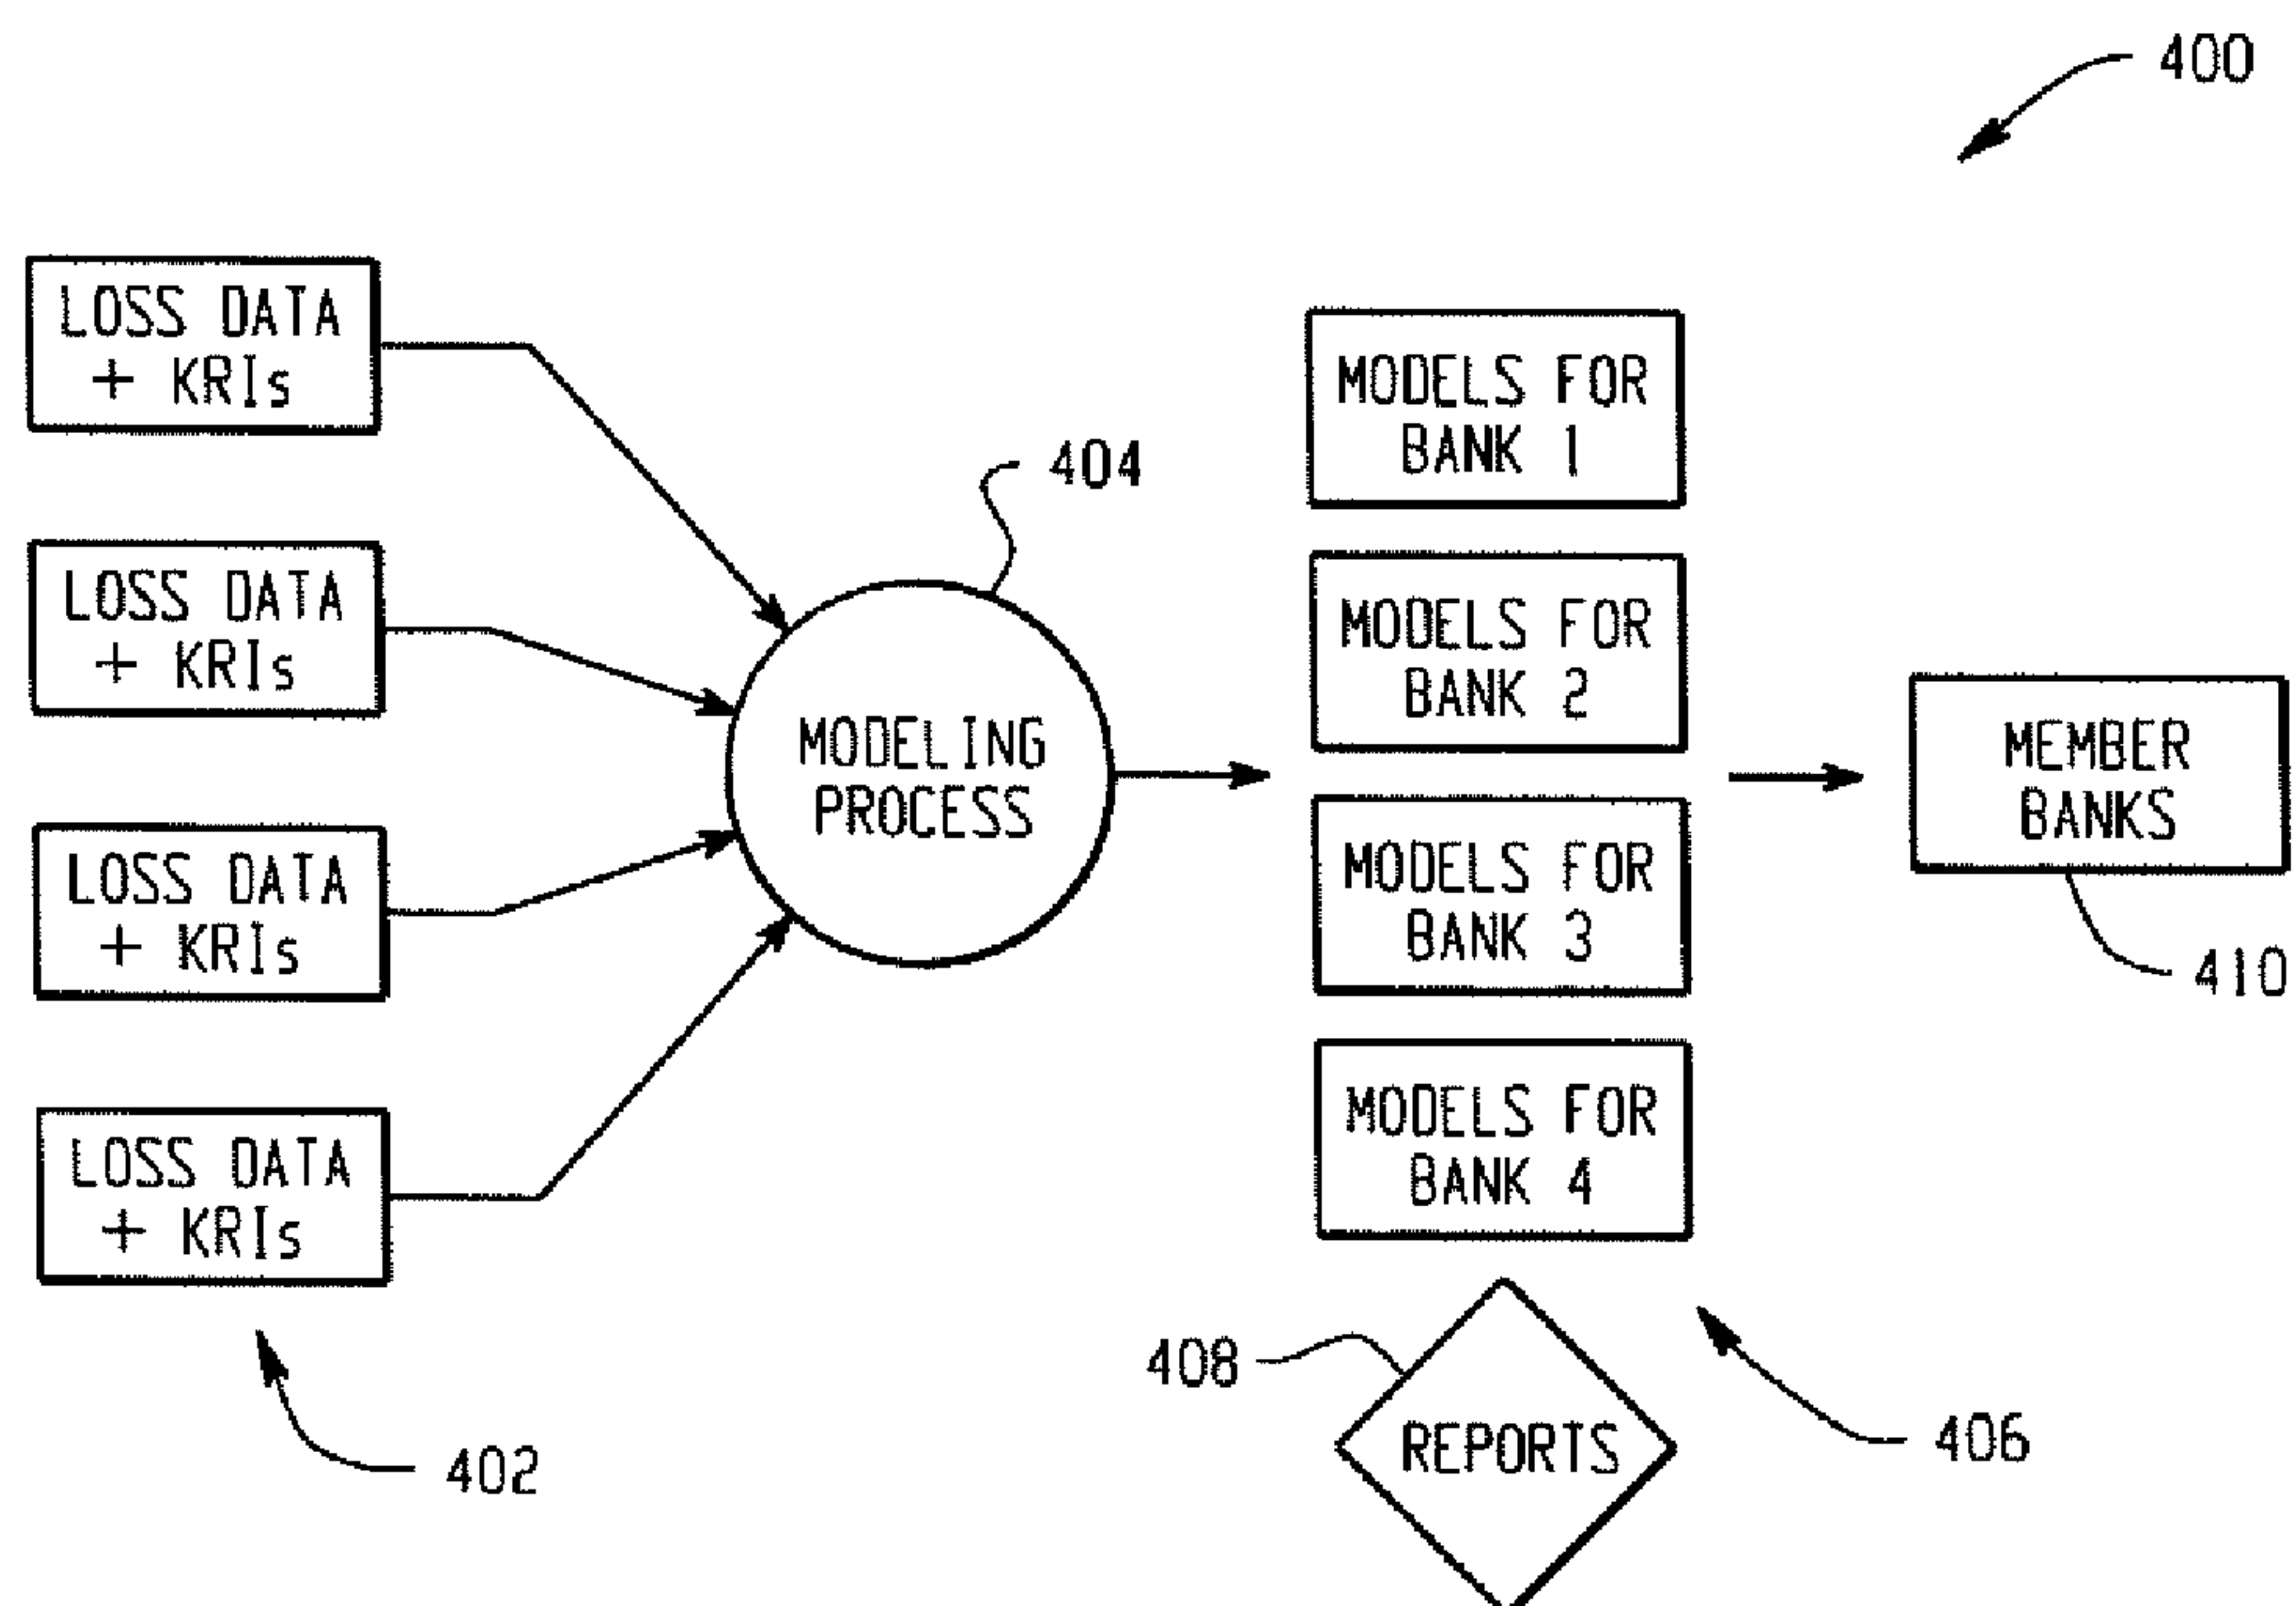 400
LOSS DATA
+ KRIs
LOSS DATA
+ KRIs
LOSS DATA
+ KRIs
LOSS DATA
+ KRIs
402
404
MODELING
PROCESS
MODELS FOR
BANK 1
MODELS FOR
BANK 2
MODELS FOR
BANK 3
MODELS FOR
BANK 4
406
408
REPORTS
MEMBER
BANKS
410